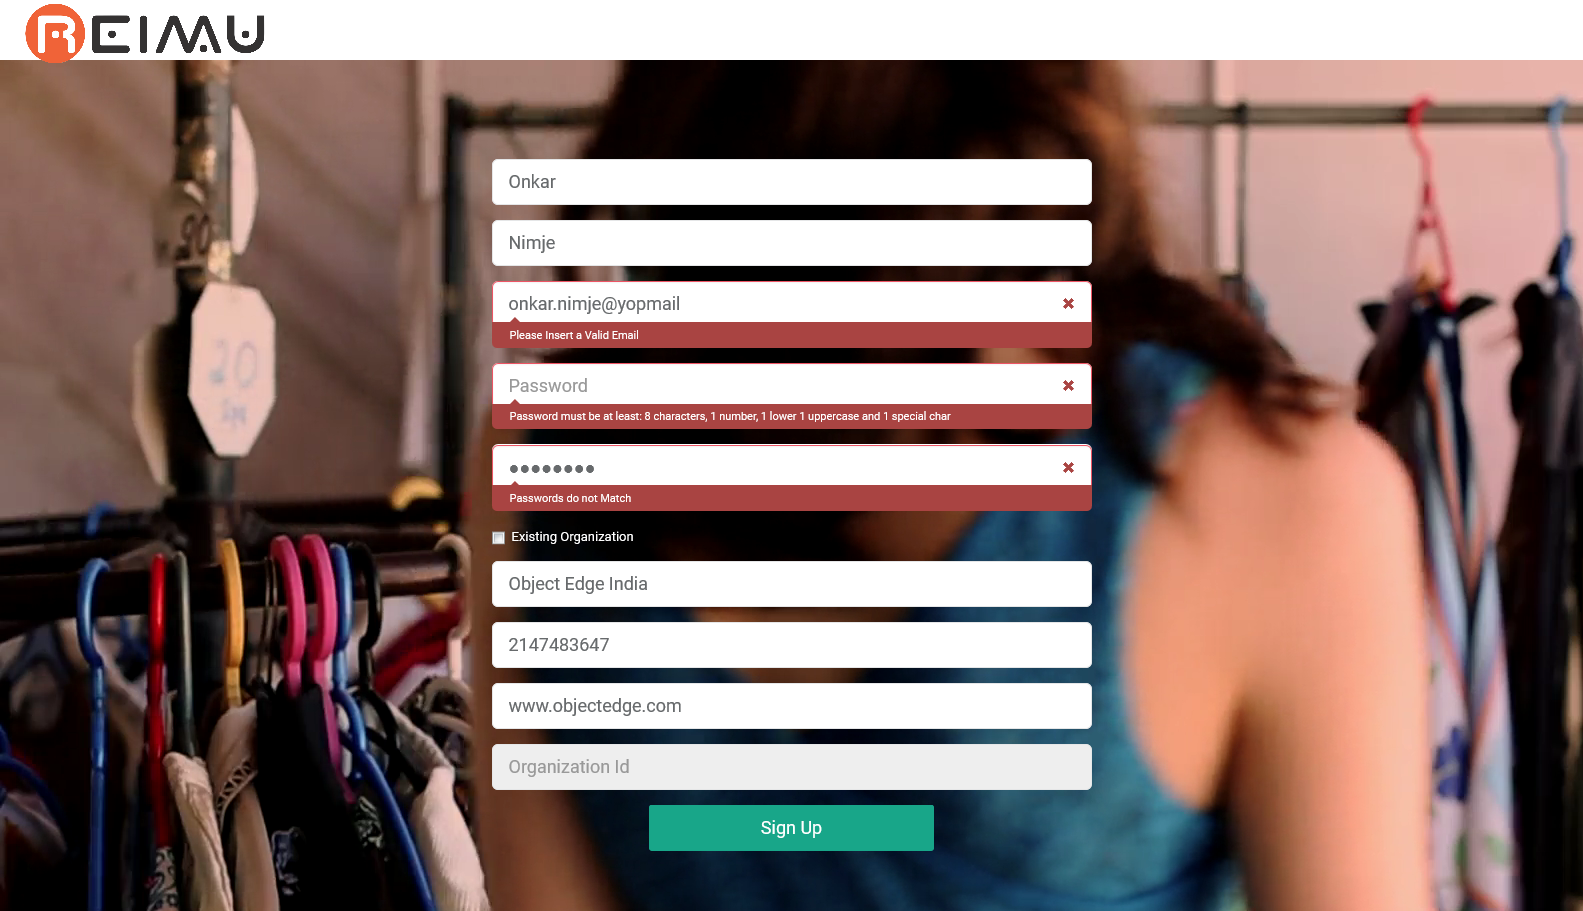 REIMU
Onkar
Nimje
onkar.nimje@yopmail
Please Insert a Valid Email
Password
Password must be at least: 8 characters, 1 number, 1 lower 1 uppercase and 1 special char
Passwords do not Match
Existing Organization
Object Edge India
2147483647
www.objectedge.com
Organization Id
Sign Up
20